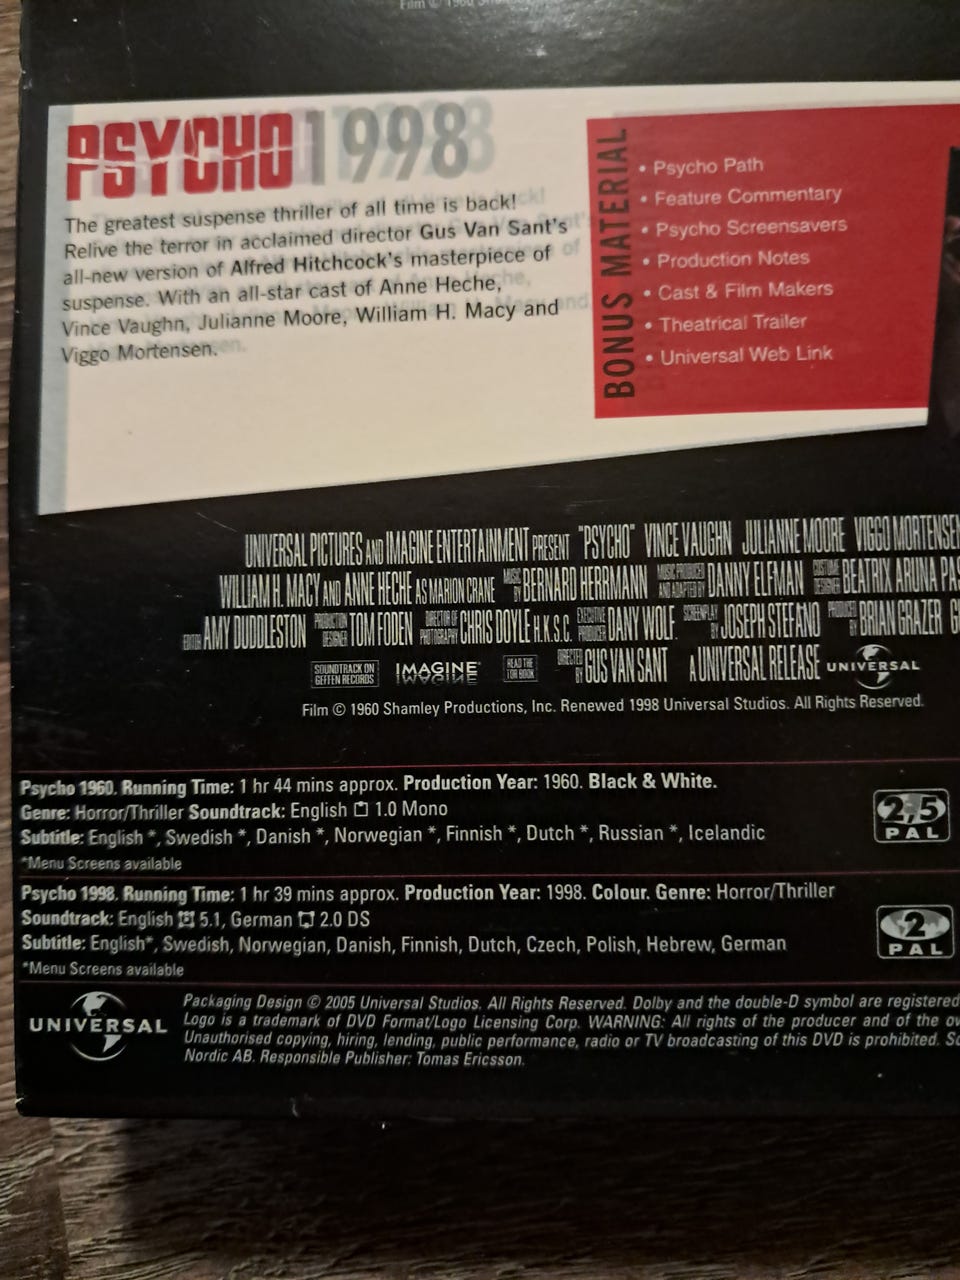 Film © 1960
PSYCHO 1998
The greatest suspense thriller of all time is back!
Relive the terror in acclaimed director Gus Van Sant's
all-new version of Alfred Hitchcock's masterpiece of
suspense. With an all-star cast of Anne Heche,
Vince Vaughn, Julianne Moore, William H. Macy and
Viggo Mortensen.
BONUS MATERIAL
• Psycho Path
• Feature Commentary
• Psycho Screensavers
• Production Notes
• Cast & Film Makers
• Theatrical Trailer
• Universal Web Link
UNIVERSAL PICTURES AND IMAGINE ENTERTAINMENT PRESENT "PSYCHO" VINCE VAUGHN JULIANNE MOORE VIGGO MORTENSEN
WILLIAM H. MACY AND ANNE HECHE AS MARION CRANE MUSIC BY BERNARD HERRMANN MUSIC PRODUCED AND ADAPTED BY DANNY ELFMAN COSTUME DESIGNER BEATRIX ARUNA PAS
EDITOR AMY DUDDLESTON PRODUCTION DESIGNER TOM FODEN DIRECTOR OF PHOTOGRAPHY CHRIS DOYLE H.K.S.C. EXECUTIVE PRODUCER DANY WOLF SCREENPLAY BY JOSEPH STEFANO PRODUCED BY BRIAN GRAZER G
SOUNDTRACK ON GEFFEN RECORDS IMAGINE READ THE TOR BOOK DIRECTED BY GUS VAN SANT A UNIVERSAL RELEASE UNIVERSAL
Film © 1960 Shamley Productions, Inc. Renewed 1998 Universal Studios. All Rights Reserved.
Psycho 1960. Running Time: 1 hr 44 mins approx. Production Year: 1960. Black & White.
Genre: Horror/Thriller Soundtrack: English 1.0 Mono
Subtitle: English *, Swedish *, Danish *, Norwegian *, Finnish *, Dutch *, Russian *, Icelandic
*Menu Screens available
2,5
PAL
Psycho 1998. Running Time: 1 hr 39 mins approx. Production Year: 1998. Colour. Genre: Horror/Thriller
Soundtrack: English 5.1, German 2.0 DS
Subtitle: English*, Swedish, Norwegian, Danish, Finnish, Dutch, Czech, Polish, Hebrew, German
*Menu Screens available
2
PAL
UNIVERSAL
Packaging Design © 2005 Universal Studios. All Rights Reserved. Dolby and the double-D symbol are registered
Logo is a trademark of DVD Format/Logo Licensing Corp. WARNING: All rights of the producer and of the ow
Unauthorised copying, hiring, lending, public performance, radio or TV broadcasting of this DVD is prohibited. So
Nordic AB. Responsible Publisher: Tomas Ericsson.